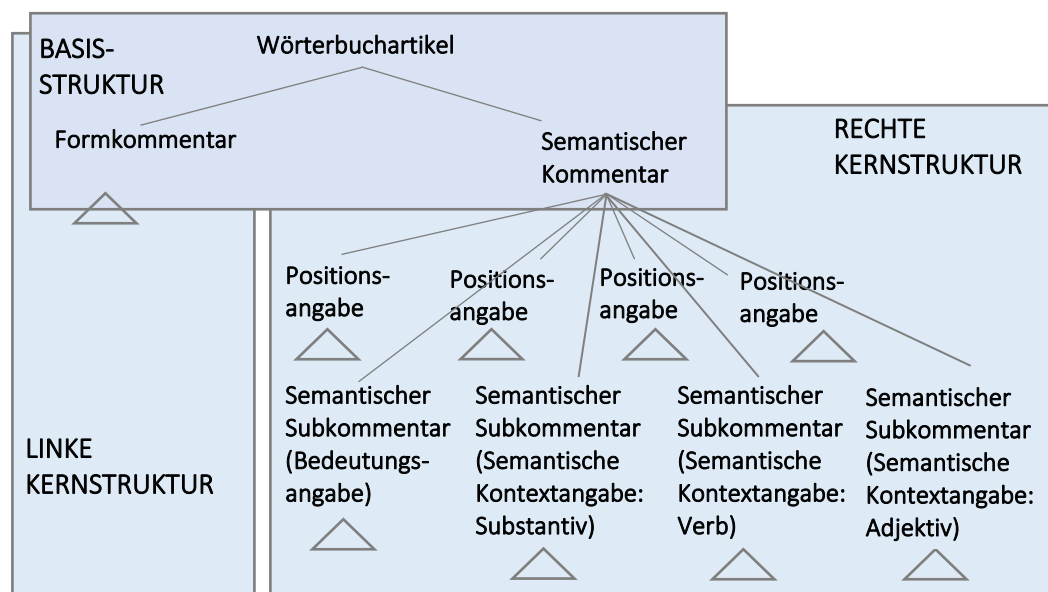 BASIS-
STRUKTUR
Wörterbuchartikel
Formkommentar
Semantischer
Kommentar
RECHTE
KERNSTRUKTUR
Positions-
angabe
Positions-
angabe
Positions-
angabe
Positions-
angabe
LINKE
KERNSTRUKTUR
Semantischer
Subkommentar
(Bedeutungs-
angabe)
Semantischer
Subkommentar
(Semantische
Kontextangabe:
Substantiv)
Semantischer
Subkommentar
(Semantische
Kontextangabe:
Verb)
Semantischer
Subkommentar
(Semantische
Kontextangabe:
Adjektiv)